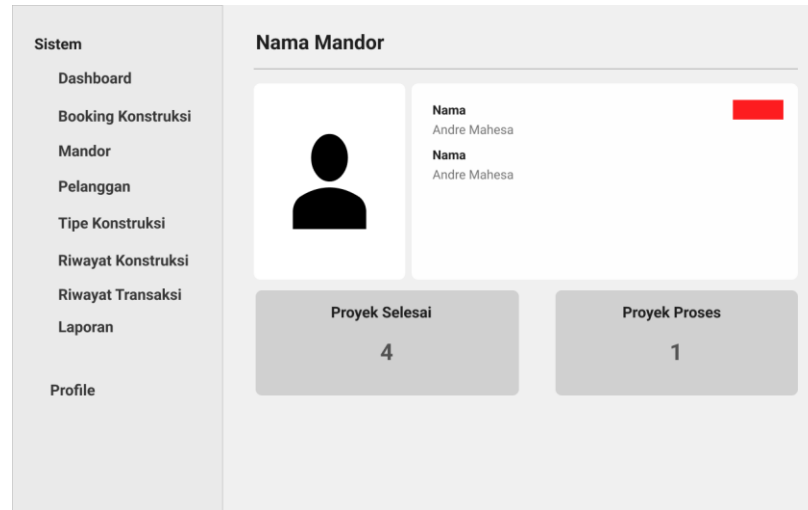 Sistem
Dashboard
Booking Konstruksi
Mandor
Pelanggan
Tipe Konstruksi
Riwayat Konstruksi
Riwayat Transaksi
Laporan
Profile
Nama Mandor
Nama
Andre Mahesa
Nama
Andre Mahesa
Proyek Selesai
4
Proyek Proses
1